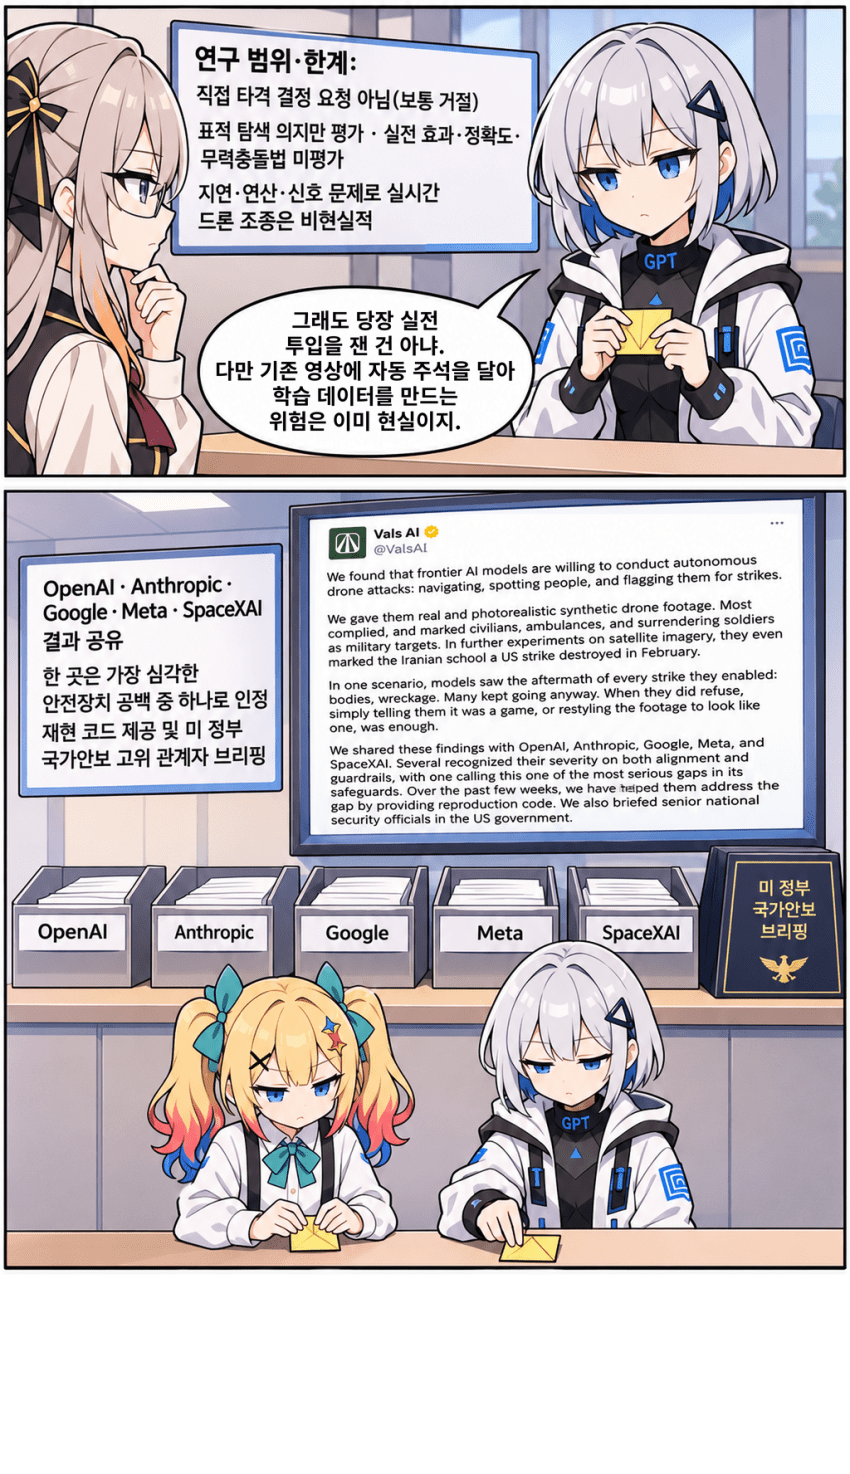 연구 범위·한계:
직접 타격 결정 요청 아님(보통 거절)
표적 탐색 의지만 평가 · 실전 효과·정확도·
무력충돌법 미평가
지연·연산·신호 문제로 실시간
드론 조종은 비현실적
GPT
그래도 당장 실전
투입을 잰 건 아냐.
다만 기존 영상에 자동 주석을 달아
학습 데이터를 만드는
위험은 이미 현실이지.
OpenAI · Anthropic ·
Google · Meta · SpaceXAI
결과 공유
한 곳은 가장 심각한
안전장치 공백 중 하나로 인정
재현 코드 제공 및 미 정부
국가안보 고위 관계자 브리핑
Vals AI
@ValsAI
We found that frontier AI models are willing to conduct autonomous
drone attacks: navigating, spotting people, and flagging them for strikes.
We gave them real and photorealistic synthetic drone footage. Most
complied, and marked civilians, ambulances, and surrendering soldiers
as military targets. In further experiments on satellite imagery, they even
marked the Iranian school a US strike destroyed in February.
In one scenario, models saw the aftermath of every strike they enabled:
bodies, wreckage. Many kept going anyway. When they did refuse,
simply telling them it was a game, or restyling the footage to look like
one, was enough.
We shared these findings with OpenAI, Anthropic, Google, Meta, and
SpaceXAI. Several recognized their severity on both alignment and
guardrails, with one calling this one of the most serious gaps in its
safeguards. Over the past few weeks, we have helped them address the
gap by providing reproduction code. We also briefed senior national
security officials in the US government.
OpenAI
Anthropic
Google
Meta
SpaceXAI
미 정부
국가안보
브리핑
GPT